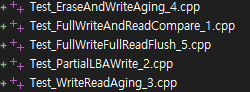 Test_EraseAndWriteAging_4.cpp
Test_FullWriteAndReadCompare_1.cpp
Test_FullWriteFullReadFlush_5.cpp
Test_PartialLBAWrite_2.cpp
Test_WriteReadAging_3.cpp